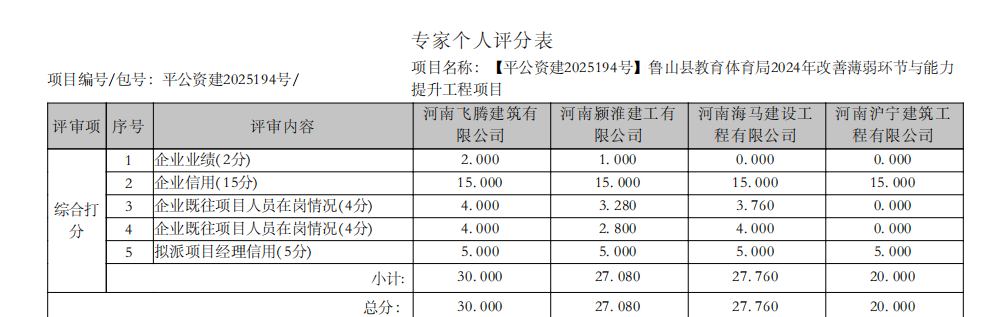 专家个人评分表
项目编号/包号：平公资建2025194号/
项目名称：【平公资建2025194号】鲁山县教育体育局2024年改善薄弱环节与能力
提升工程项目
评审项 序号 评审内容 河南飞腾建筑有限公司 河南颍淮建工有限公司 河南海马建设工程有限公司 河南沪宁建筑工程有限公司
综合打分
1 企业业绩(2分) 2.000 1.000 0.000 0.000
2 企业信用(15分) 15.000 15.000 15.000 15.000
3 企业既往项目人员在岗情况(4分) 4.000 3.280 3.760 0.000
4 企业既往项目人员在岗情况(4分) 4.000 2.800 4.000 0.000
5 拟派项目经理信用(5分) 5.000 5.000 5.000 5.000
小计: 30.000 27.080 27.760 20.000
总分: 30.000 27.080 27.760 20.000